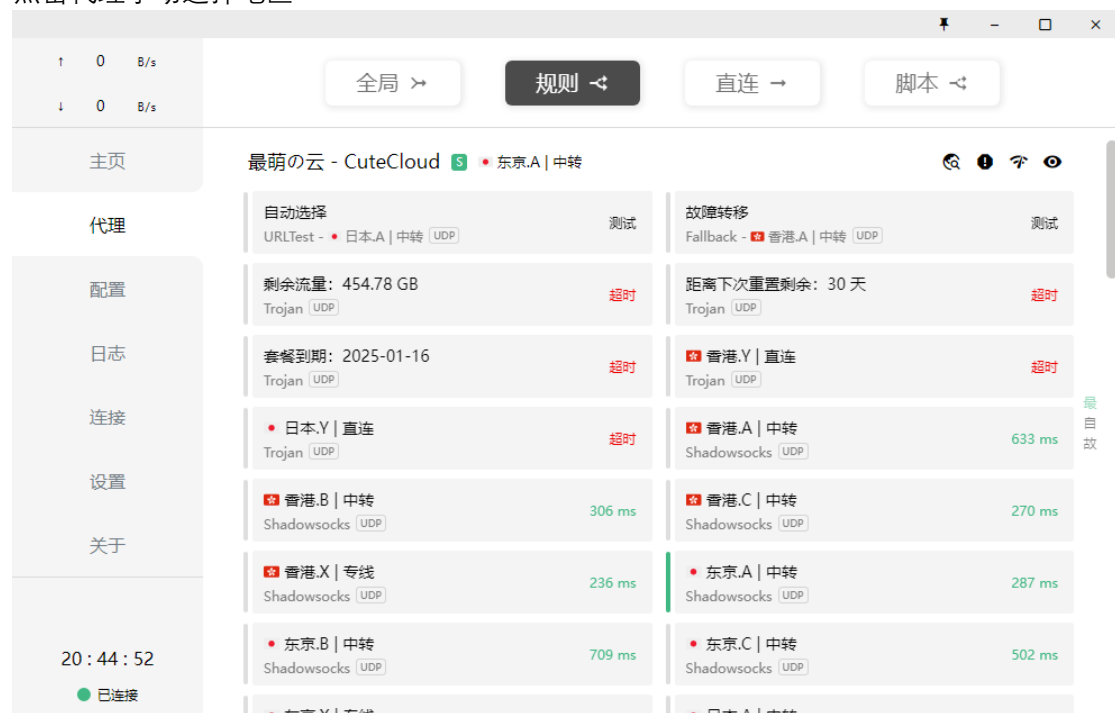 ↑ 0 B/s
↓ 0 B/s
全局
规则
直连 →
脚本
主页
代理
配置
日志
连接
设置
关于
20 : 44 : 52
已连接
最萌の云 - CuteCloud S 东京.A | 中转
自动选择
URLTest - 日本.A | 中转 UDP
测试
故障转移
Fallback - 香港.A | 中转 UDP
测试
剩余流量：454.78 GB
Trojan UDP
超时
距离下次重置剩余：30 天
Trojan UDP
超时
套餐到期：2025-01-16
Trojan UDP
超时
香港.Y | 直连
Trojan UDP
超时
日本.Y | 直连
Trojan UDP
超时
香港.A | 中转
Shadowsocks UDP
633 ms
香港.B | 中转
Shadowsocks UDP
306 ms
香港.C | 中转
Shadowsocks UDP
270 ms
香港.X | 专线
Shadowsocks UDP
236 ms
东京.A | 中转
Shadowsocks UDP
287 ms
东京.B | 中转
Shadowsocks UDP
709 ms
东京.C | 中转
Shadowsocks UDP
502 ms
最
自
故